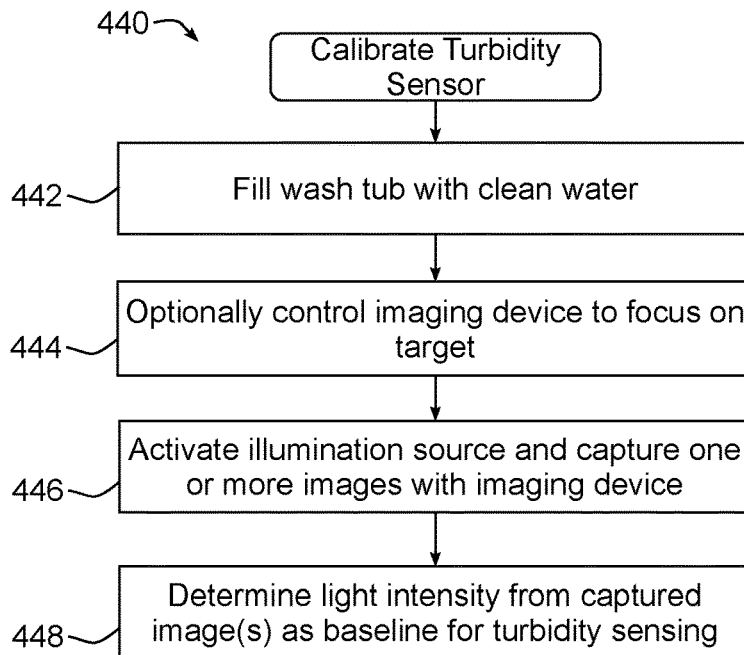 440
Calibrate Turbidity
Sensor
442
Fill wash tub with clean water
444
Optionally control imaging device to focus on
target
446
Activate illumination source and capture one
or more images with imaging device
448
Determine light intensity from captured
image(s) as baseline for turbidity sensing